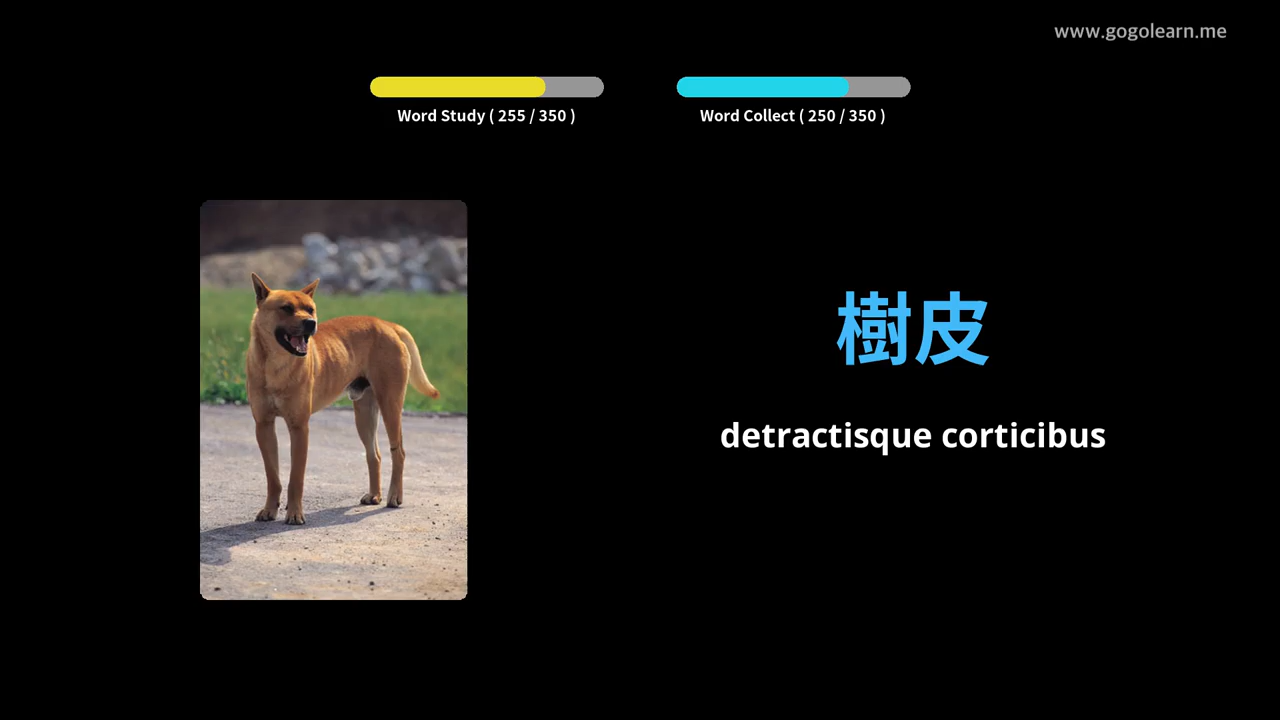 www.gogolearn.me
Word Study ( 255 / 350 )
Word Collect ( 250 / 350 )
樹皮
detractisque corticibus